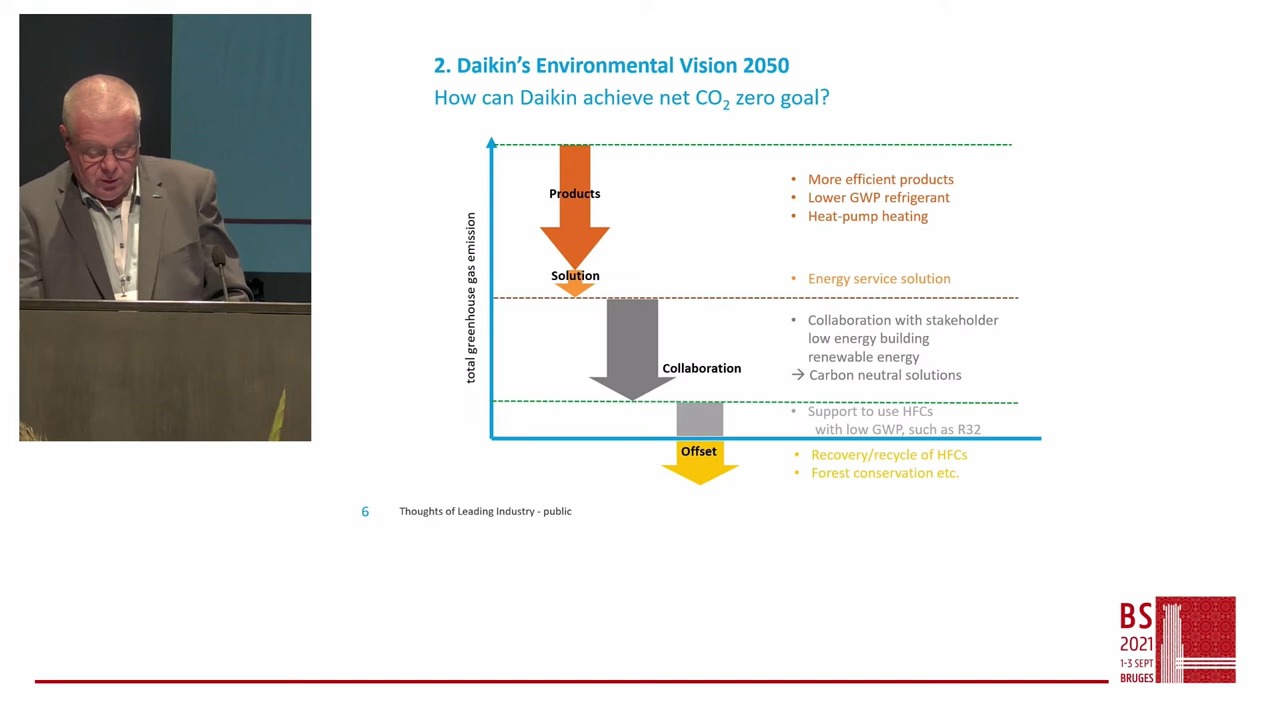 2. Daikin's Environmental Vision 2050
How can Daikin achieve net CO₂ zero goal?
total greenhouse gas emission
Products
• More efficient products
• Lower GWP refrigerant
• Heat-pump heating
Solution
• Energy service solution
Collaboration
• Collaboration with stakeholder
low energy building
renewable energy
→ Carbon neutral solutions
• Support to use HFCs
with low GWP, such as R32
Offset
• Recovery/recycle of HFCs
• Forest conservation etc.
6 Thoughts of Leading Industry - public
BS
2021
1-3 SEPT
BRUGES